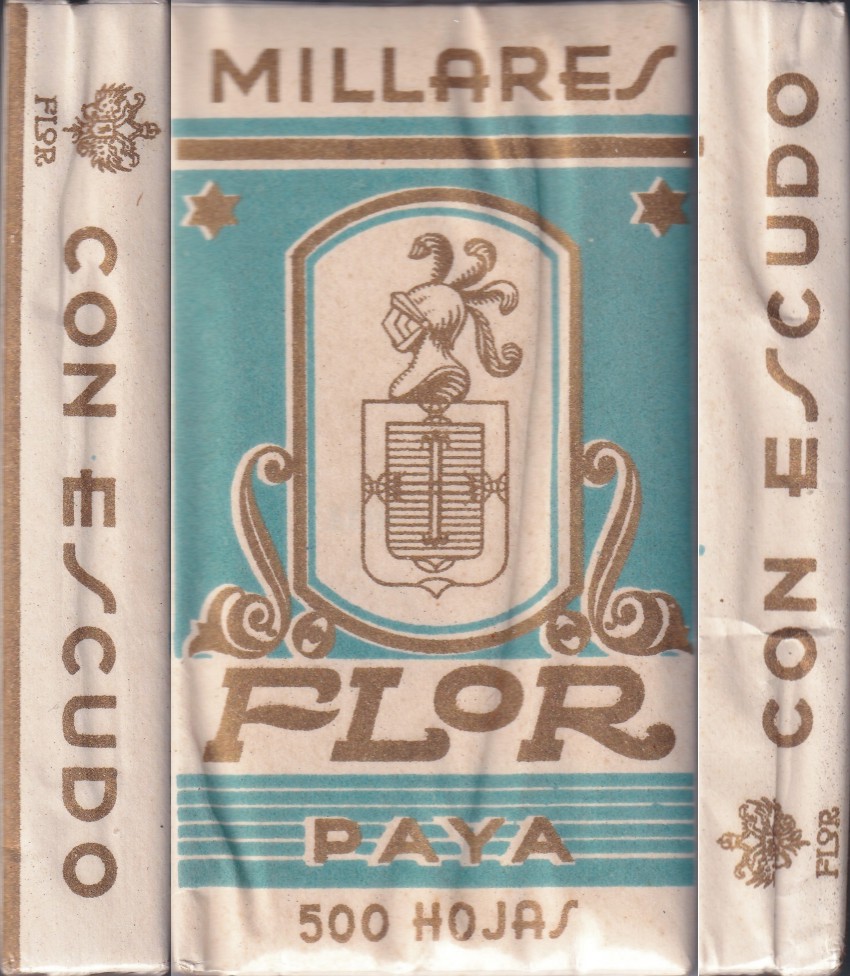 FLOR
CON ESCUDO
MILLARES
FLOR
PAYA
500 HOJAS
CON ESCUDO
FLOR